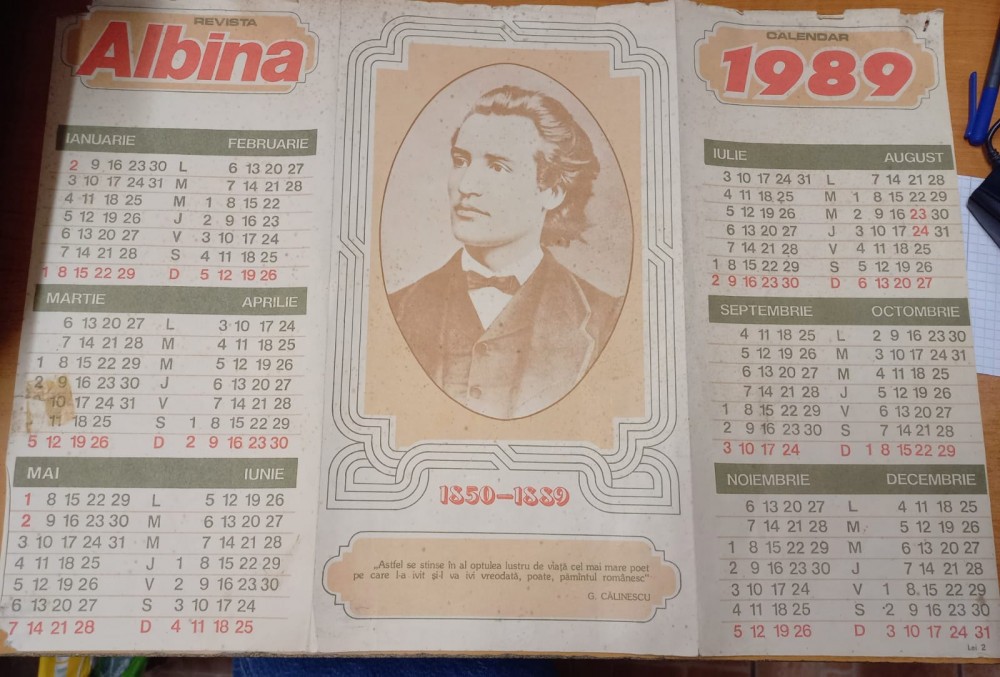 REVISTA
Albina
IANUARIE FEBRUARIE
2 9 16 23 30 L 6 13 20 27
3 10 17 24 31 M 7 14 21 28
4 11 18 25 M 1 8 15 22
5 12 19 26 J 2 9 16 23
6 13 20 27 V 3 10 17 24
7 14 21 28 S 4 11 18 25
1 8 15 22 29 D 5 12 19 26
MARTIE APRILIE
6 13 20 27 L 3 10 17 24
7 14 21 28 M 4 11 18 25
1 8 15 22 29 M 5 12 19 26
2 9 16 23 30 J 6 13 20 27
10 17 24 31 V 7 14 21 28
11 18 25 S 1 8 15 22 29
5 12 19 26 D 2 9 16 23 30
MAI IUNIE
1 8 15 22 29 L 5 12 19 26
2 9 16 23 30 M 6 13 20 27
3 10 17 24 31 M 7 14 21 28
4 11 18 25 J 1 8 15 22 29
5 12 19 26 V 2 9 16 23 30
6 13 20 27 S 3 10 17 24
7 14 21 28 D 4 11 18 25
1850–1889
„Astfel se stinse în al optulea lustru de viață cel mai mare poet
pe care l-a ivit și-l va ivi vreodată, poate, pămîntul românesc"
G. CĂLINESCU
CALENDAR
1989
IULIE AUGUST
3 10 17 24 31 L 7 14 21 28
4 11 18 25 M 1 8 15 22 29
5 12 19 26 M 2 9 16 23 30
6 13 20 27 J 3 10 17 24 31
7 14 21 28 V 4 11 18 25
1 8 15 22 29 S 5 12 19 26
2 9 16 23 30 D 6 13 20 27
SEPTEMBRIE OCTOMBRIE
4 11 18 25 L 2 9 16 23 30
5 12 19 26 M 3 10 17 24 31
6 13 20 27 M 4 11 18 25
7 14 21 28 J 5 12 19 26
1 8 15 22 29 V 6 13 20 27
2 9 16 23 30 S 7 14 21 28
3 10 17 24 D 1 8 15 22 29
NOIEMBRIE DECEMBRIE
6 13 20 27 L 4 11 18 25
7 14 21 28 M 5 12 19 26
1 8 15 22 29 M 6 13 20 27
2 9 16 23 30 J 7 14 21 28
3 10 17 24 V 1 8 15 22 29
4 11 18 25 S 2 9 16 23 30
5 12 19 26 D 3 10 17 24 31
Lei 2